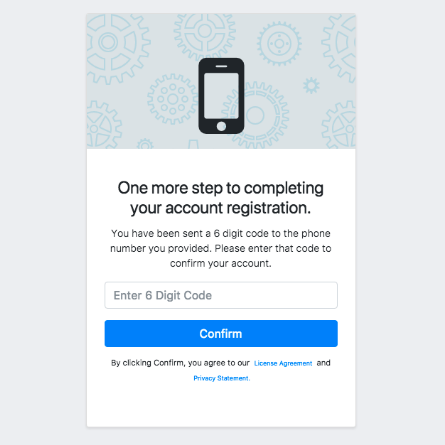 One more step to completing
your account registration.
You have been sent a 6 digit code to the phone
number you provided. Please enter that code to
confirm your account.
Enter 6 Digit Code
Confirm
By clicking Confirm, you agree to our License Agreement and
Privacy Statement.